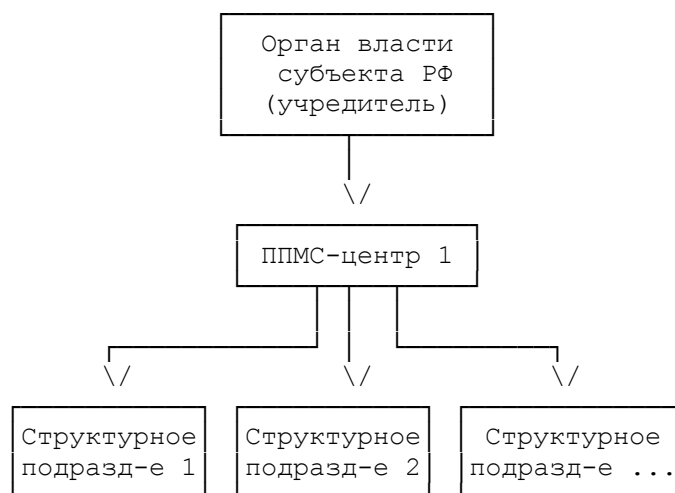 Орган власти
субъекта РФ
(учредитель)
ППМС-центр 1
Структурное
подразд-е 1
Структурное
подразд-е 2
Структурное
подразд-е ...